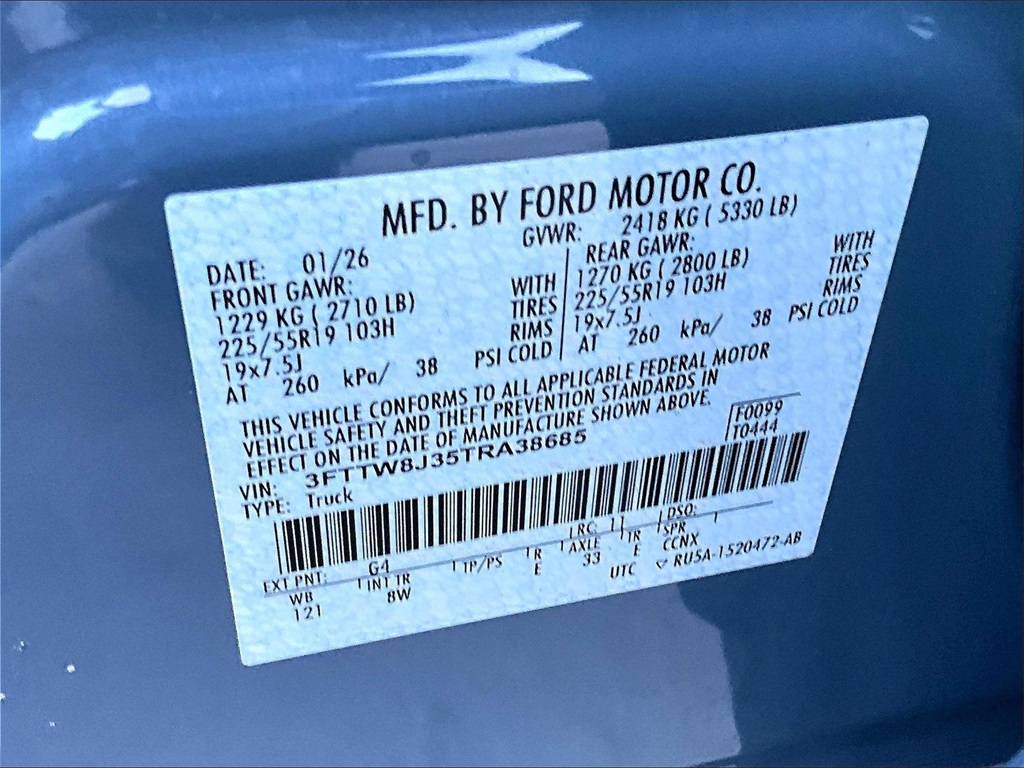 MFD. BY FORD MOTOR CO.
DATE: 01/26
GVWR: 2418 KG ( 5330 LB)
FRONT GAWR:
1229 KG ( 2710 LB) WITH
225/55R19 103H TIRES
19x7.5J RIMS
AT 260 kPa/ 38 PSI COLD
REAR GAWR:
1270 KG ( 2800 LB) WITH
225/55R19 103H TIRES
19x7.5J RIMS
AT 260 kPa/ 38 PSI COLD
THIS VEHICLE CONFORMS TO ALL APPLICABLE FEDERAL MOTOR
VEHICLE SAFETY AND THEFT PREVENTION STANDARDS IN
EFFECT ON THE DATE OF MANUFACTURE SHOWN ABOVE.
F0099
T0444
VIN: 3FTTW8J35TRA38685
TYPE: Truck
EXT PNT: G4 RC: 11 DSO:
WB INT TR TP/PS R AXLE TR SPR
121 8W E 33 E CCNX
UTC RU5A-1520472-AB